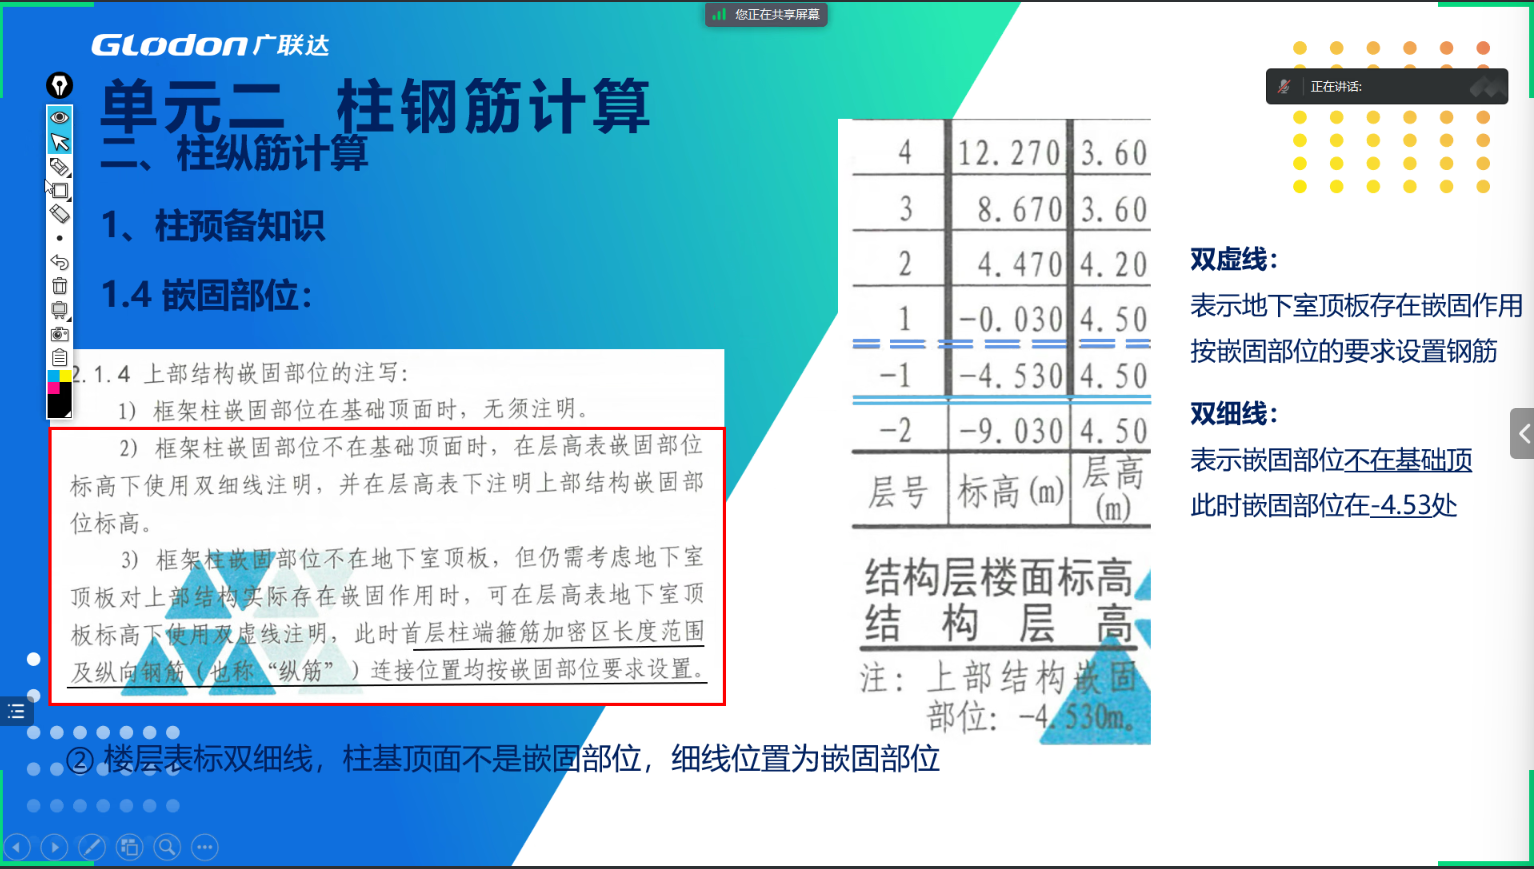 您正在共享屏幕
GLodon广联达
正在讲话:
单元二 柱钢筋计算
二、柱纵筋计算
1、柱预备知识
1.4 嵌固部位：
2.1.4 上部结构嵌固部位的注写：
1) 框架柱嵌固部位在基础顶面时，无须注明。
2) 框架柱嵌固部位不在基础顶面时，在层高表嵌固部位
标高下使用双细线注明，并在层高表下注明上部结构嵌固部
位标高。
3) 框架柱嵌固部位不在地下室顶板，但仍需考虑地下室
顶板对上部结构实际存在嵌固作用时，可在层高表地下室顶
板标高下使用双虚线注明，此时首层柱端箍筋加密区长度范围
及纵向钢筋（也称“纵筋”）连接位置均按嵌固部位要求设置。
② 楼层表标双细线，柱基顶面不是嵌固部位，细线位置为嵌固部位
4 12.270 3.60
3 8.670 3.60
2 4.470 4.20
1 -0.030 4.50
-1 -4.530 4.50
-2 -9.030 4.50
层号 标高(m) 层高(m)
结构层楼面标高
结构层高
注：上部结构嵌固
部位：-4.530m。
双虚线：
表示地下室顶板存在嵌固作用
按嵌固部位的要求设置钢筋
双细线：
表示嵌固部位不在基础顶
此时嵌固部位在-4.53处